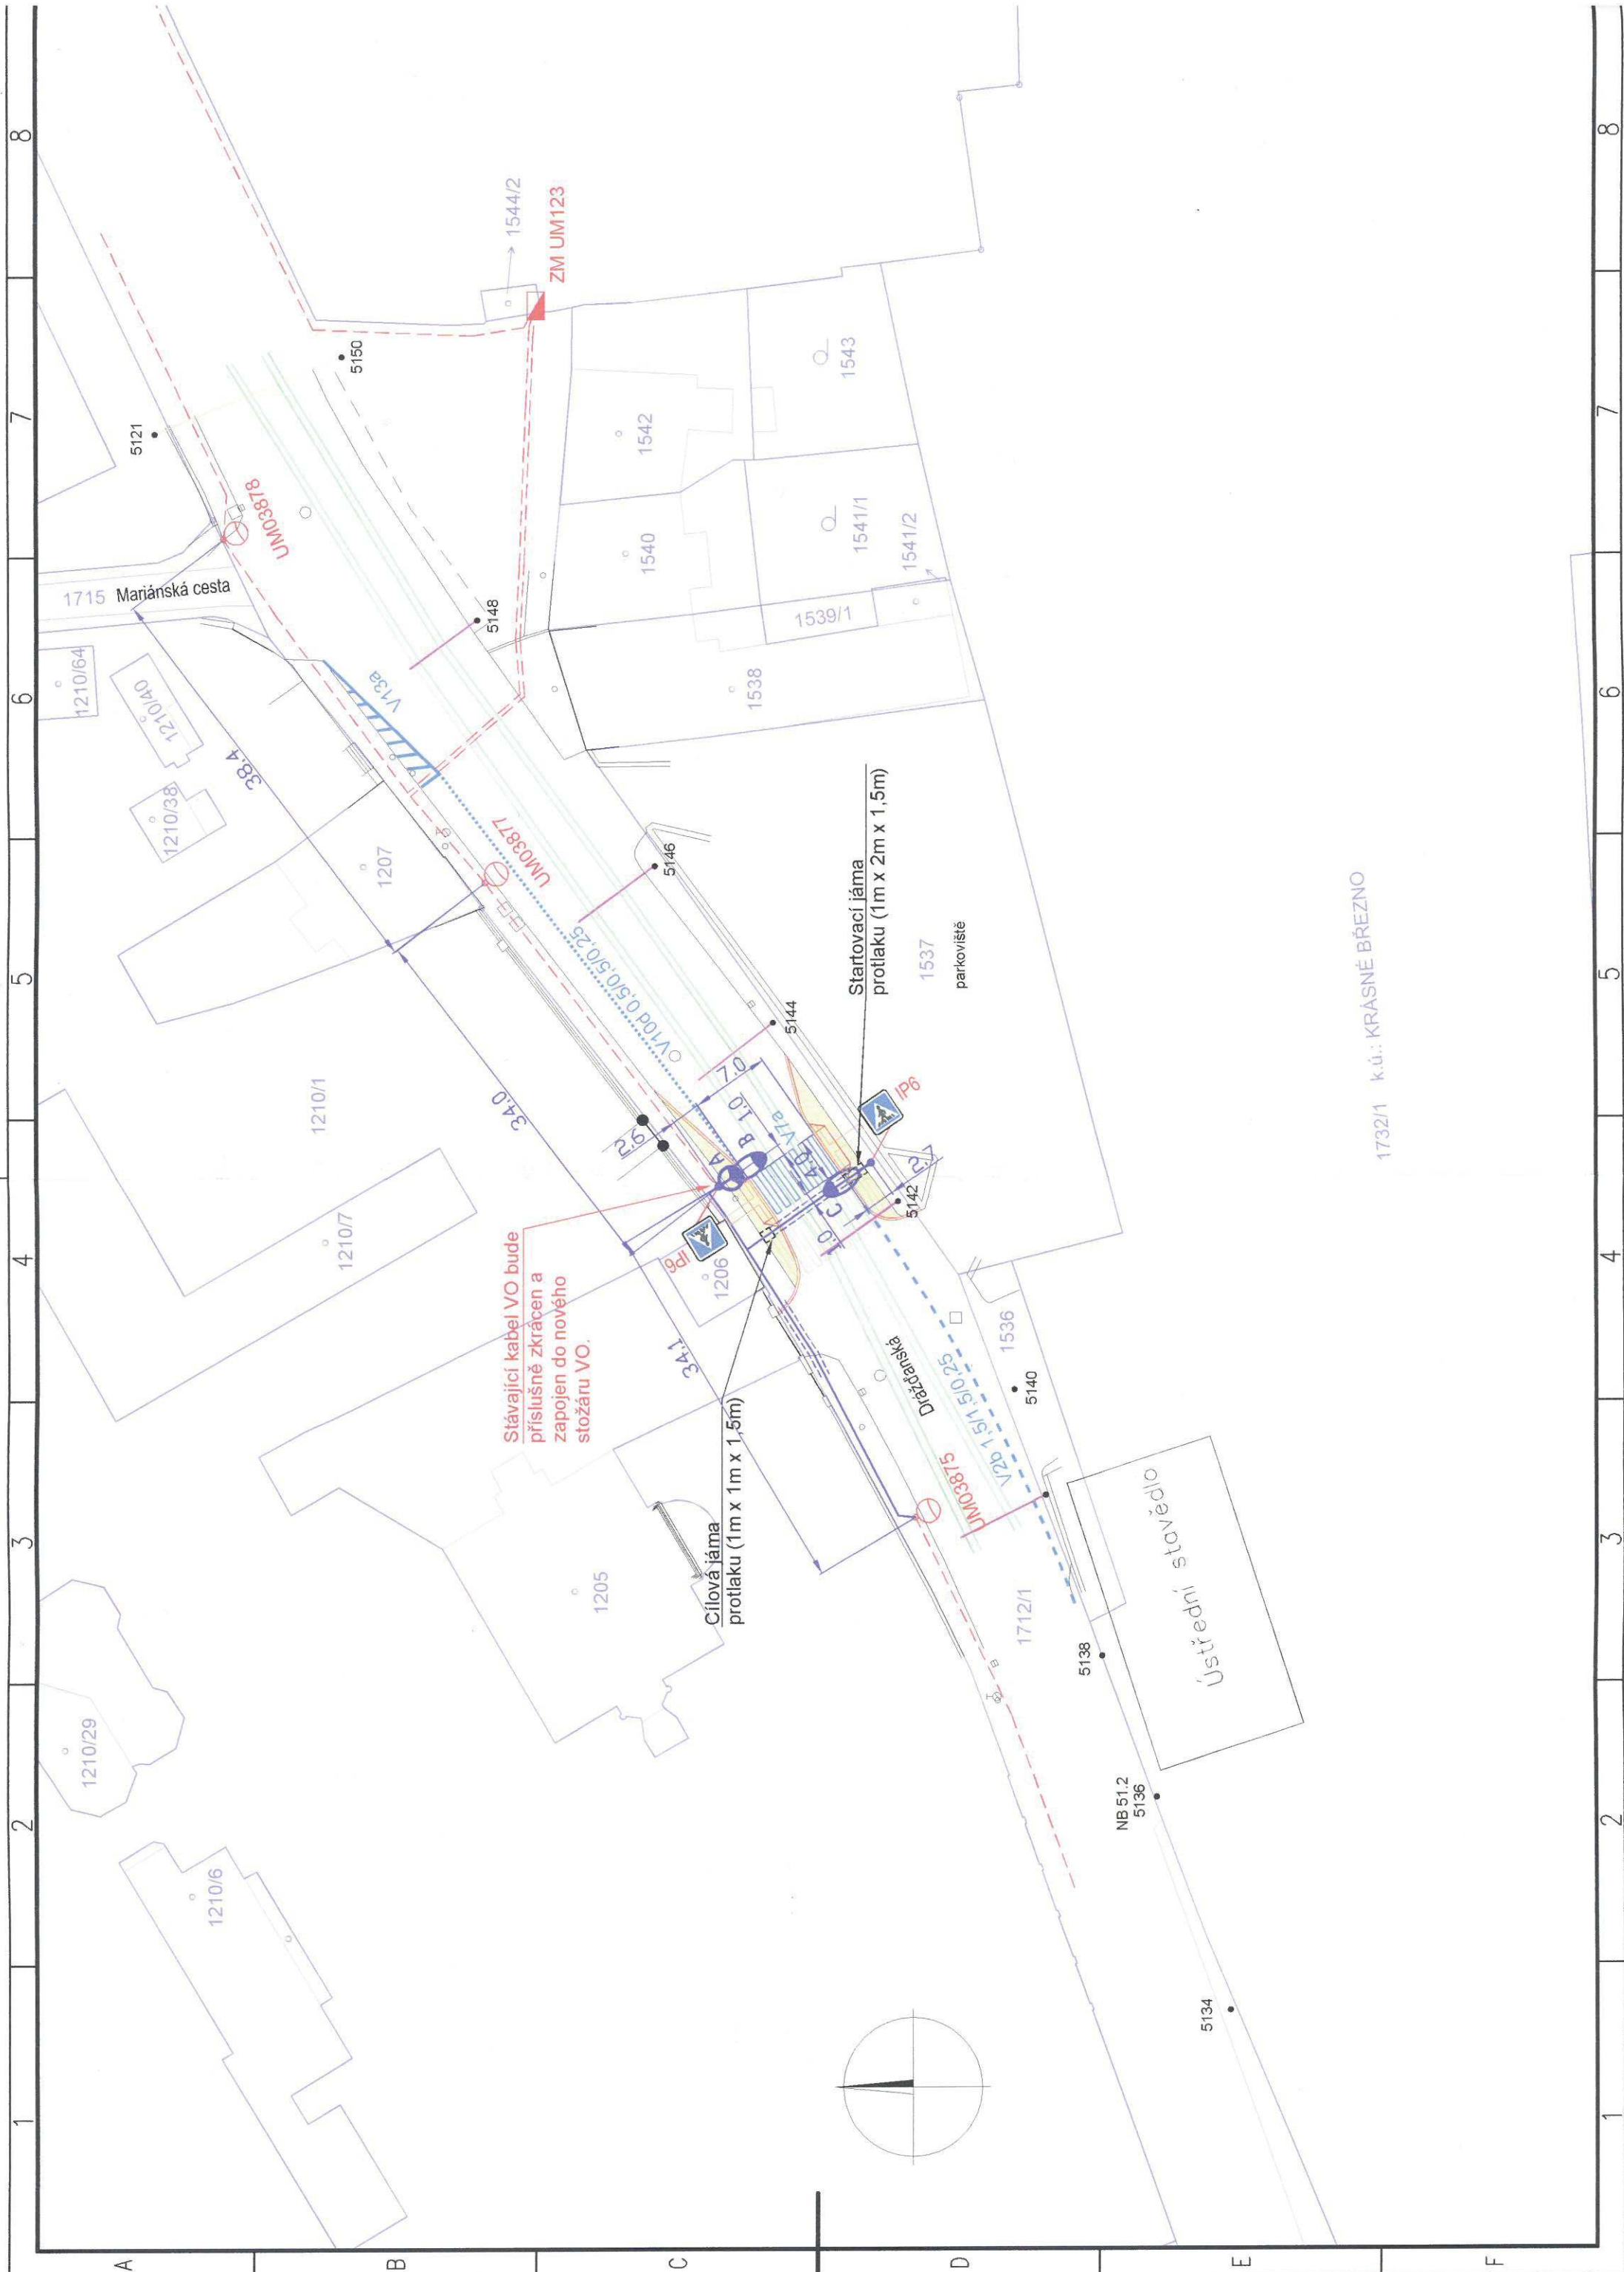 1
2
3
4
5
6
7
8
A
B
C
D
E
F
1210/6
1210/29
1205
1210/7
1210/1
1207
1210/38
1210/40
1210/64
1715
Mariánská cesta
5121
5150
1544/2
ZM UM123
UM03878
V13a
38.4
UM03877
5148
1542
1543
1540
1541/1
1541/2
1539/1
1538
5146
V10d 0,5/0,5/0,25
34.0
5144
Startovací jáma
protlaku (1m x 2m x 1,5m)
1537
parkoviště
7.0
2.9
A
B
1.0
V7a
4.0
C
1.0
2.7
IP6
IP6
5142
1206
Stávající kabel VO bude
příslušně zkrácen a
zapojen do nového
stožáru VO.
34.1
Cílová jáma
protlaku (1m x 1m x 1,5m)
Drážďanská
V2b 1,5/1,5/0,25
1536
5140
UM03875
1712/1
5138
Ústřední stavědlo
NB 51.2
5136
5134
1732/1 k.ú.: KRÁSNÉ BŘEZNO
1
2
3
4
5
6
7
8